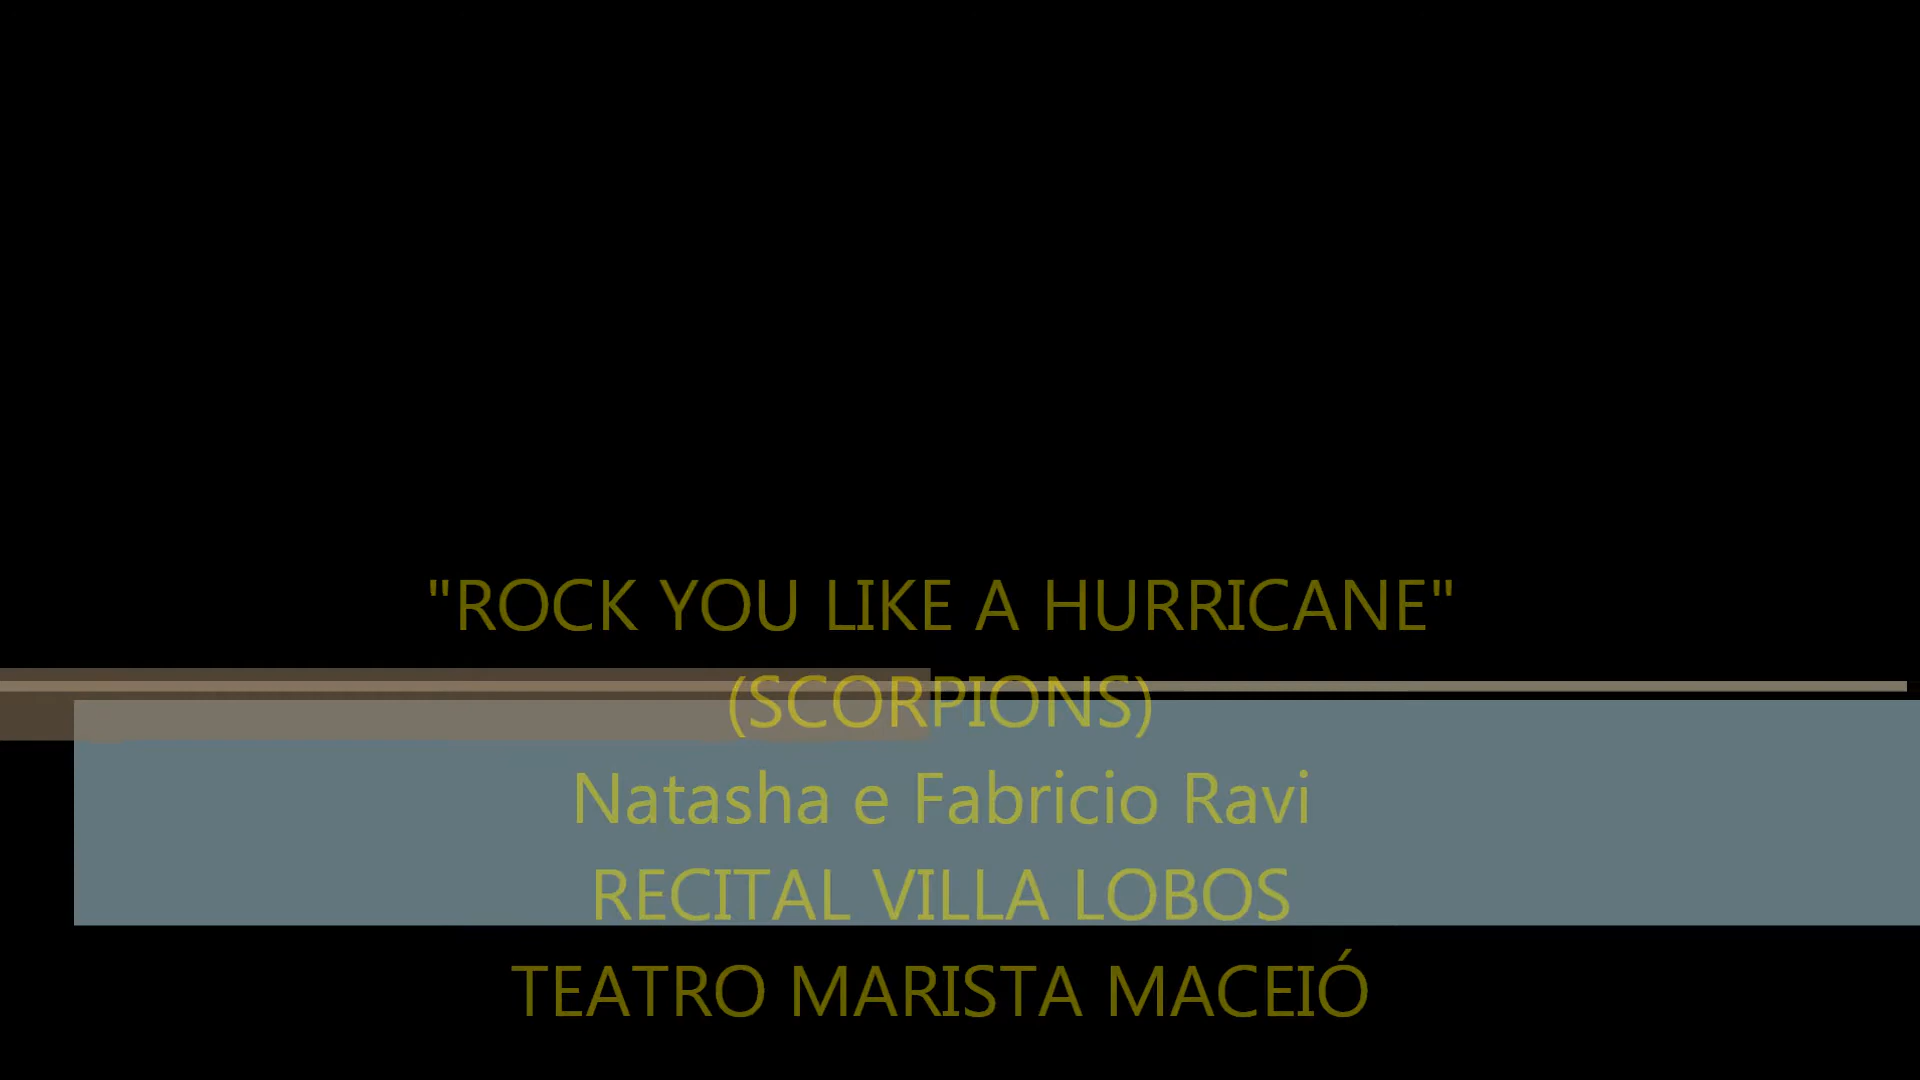 "ROCK YOU LIKE A HURRICANE"
(SCORPIONS)
Natasha e Fabricio Ravi
RECITAL VILLA LOBOS
TEATRO MARISTA MACEIÓ